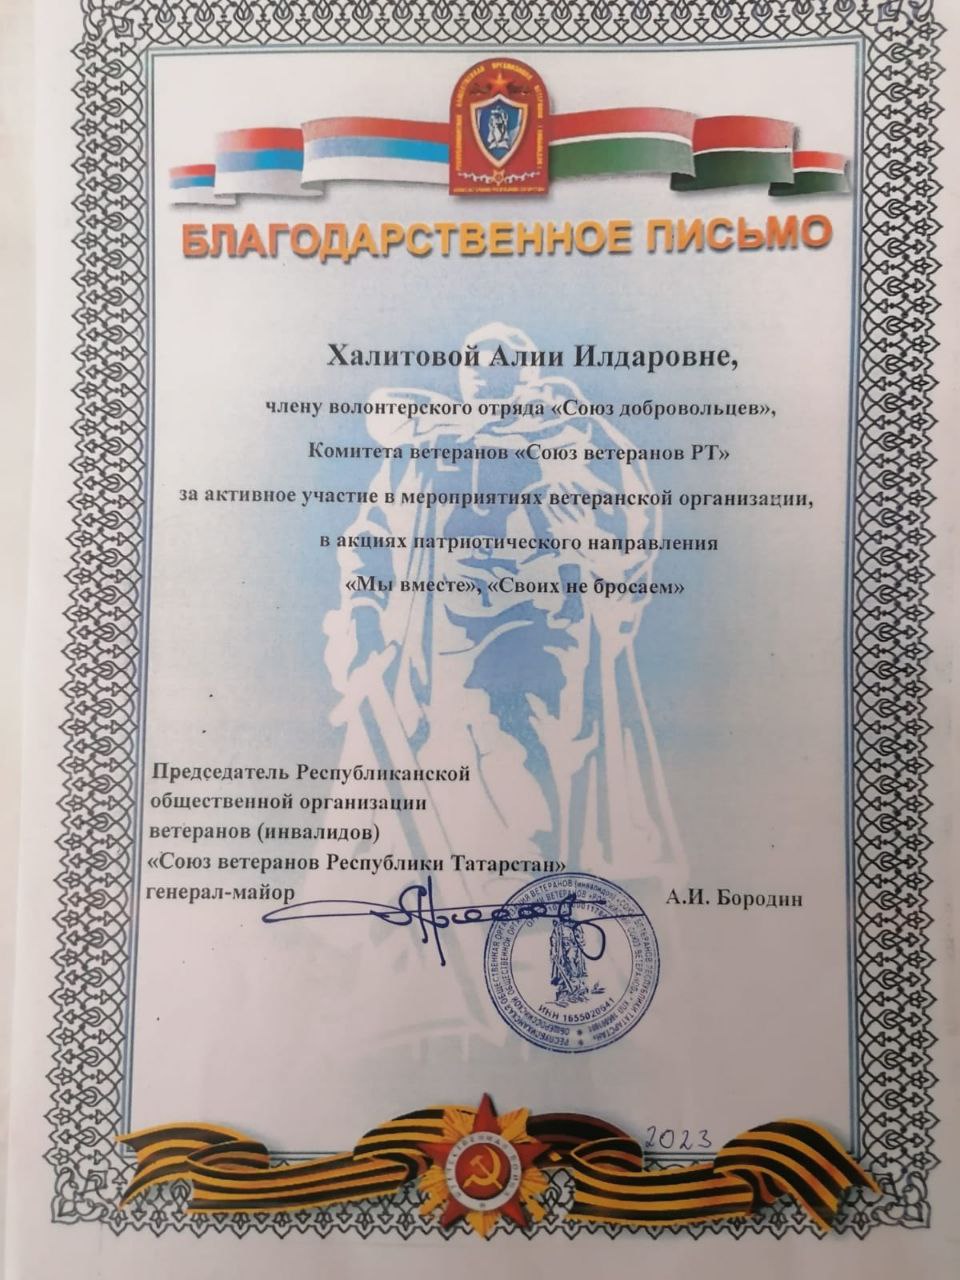 БЛАГОДАРСТВЕННОЕ ПИСЬМО
Халитовой Алии Илдаровне,
члену волонтерского отряда «Союз добровольцев»,
Комитета ветеранов «Союз ветеранов РТ»
за активное участие в мероприятиях ветеранской организации,
в акциях патриотического направления
«Мы вместе», «Своих не бросаем»
Председатель Республиканской
общественной организации
ветеранов (инвалидов)
«Союз ветеранов Республики Татарстан»
генерал-майор
А.И. Бородин
ИНН 1655020541
2023